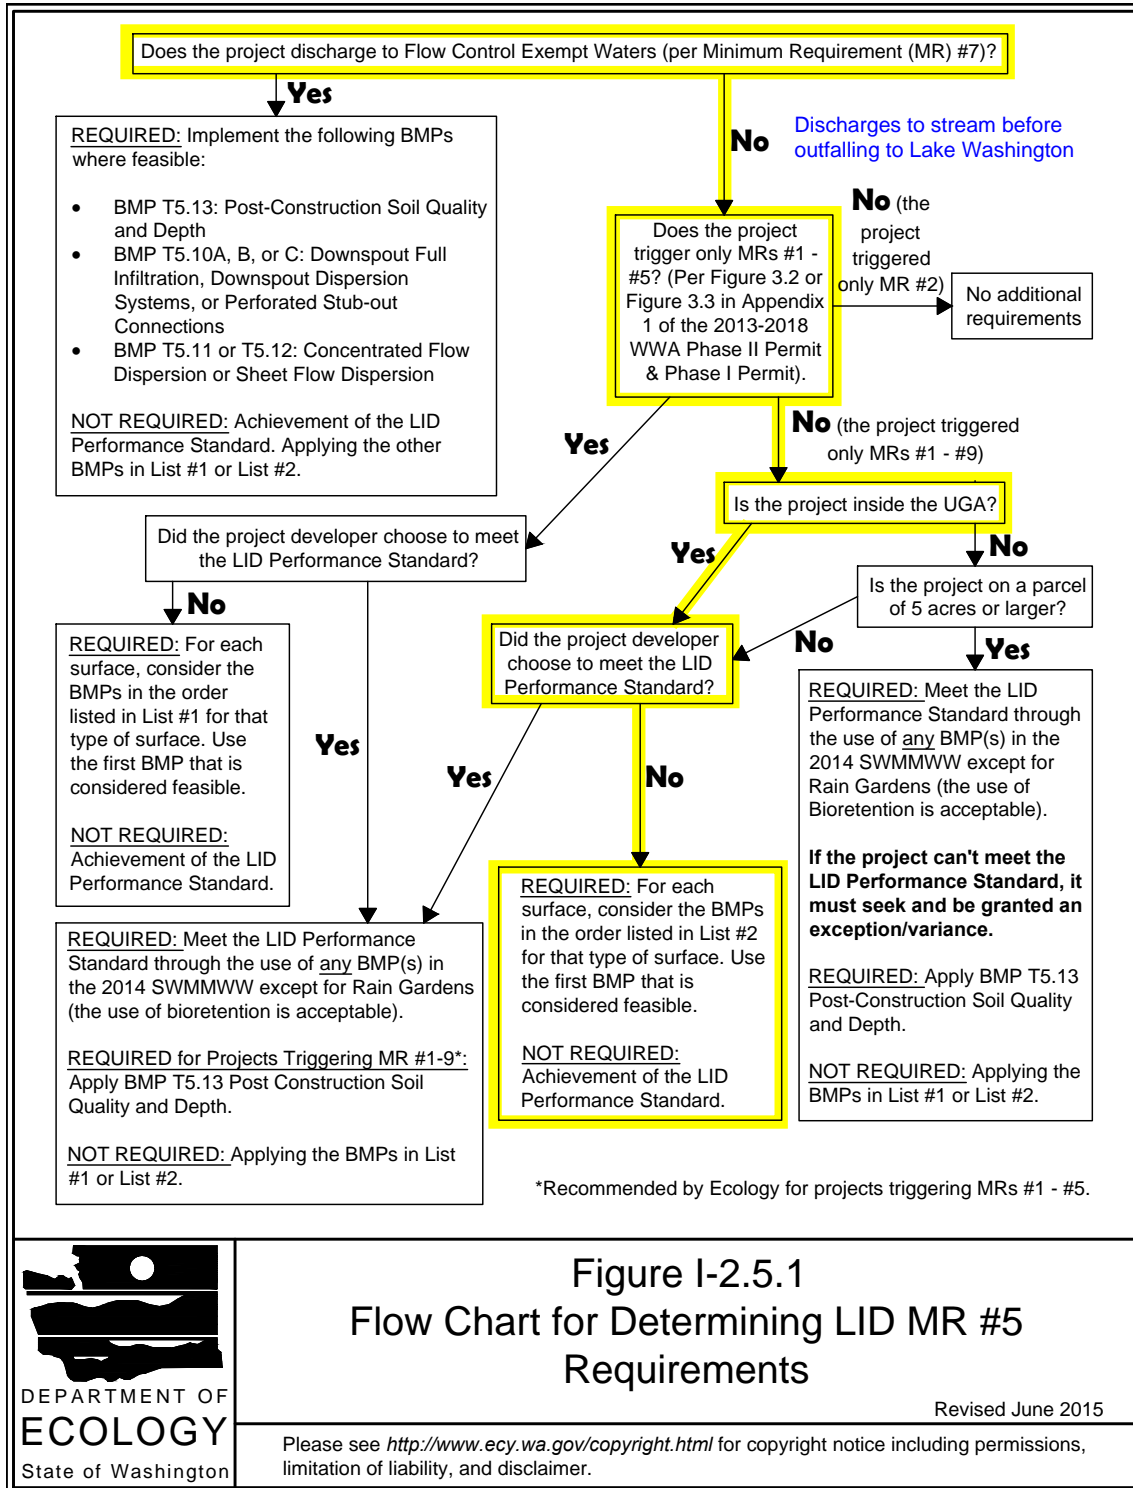 Does the project discharge to Flow Control Exempt Waters (per Minimum Requirement (MR) #7)?
Yes
REQUIRED: Implement the following BMPs
where feasible:
• BMP T5.13: Post-Construction Soil Quality
and Depth
• BMP T5.10A, B, or C: Downspout Full
Infiltration, Downspout Dispersion
Systems, or Perforated Stub-out
Connections
• BMP T5.11 or T5.12: Concentrated Flow
Dispersion or Sheet Flow Dispersion
NOT REQUIRED: Achievement of the LID
Performance Standard. Applying the other
BMPs in List #1 or List #2.
No
Discharges to stream before
outfalling to Lake Washington
Does the project
trigger only MRs #1 -
#5? (Per Figure 3.2 or
Figure 3.3 in Appendix
1 of the 2013-2018
WWA Phase II Permit
& Phase I Permit).
No (the
project
triggered
only MR #2)
No additional
requirements
Yes
No (the project triggered
only MRs #1 - #9)
Is the project inside the UGA?
Did the project developer choose to meet
the LID Performance Standard?
Yes
No
Is the project on a parcel
of 5 acres or larger?
No
REQUIRED: For each
surface, consider the
BMPs in the order
listed in List #1 for that
type of surface. Use
the first BMP that is
considered feasible.
NOT REQUIRED:
Achievement of the LID
Performance Standard.
Yes
Did the project developer
choose to meet the LID
Performance Standard?
No
Yes
REQUIRED: Meet the LID
Performance Standard through
the use of any BMP(s) in the
2014 SWMMWW except for
Rain Gardens (the use of
Bioretention is acceptable).
If the project can't meet the
LID Performance Standard, it
must seek and be granted an
exception/variance.
REQUIRED: Apply BMP T5.13
Post-Construction Soil Quality
and Depth.
NOT REQUIRED: Applying the
BMPs in List #1 or List #2.
Yes
No
REQUIRED: Meet the LID Performance
Standard through the use of any BMP(s) in
the 2014 SWMMWW except for Rain Gardens
(the use of bioretention is acceptable).
REQUIRED for Projects Triggering MR #1-9*:
Apply BMP T5.13 Post Construction Soil
Quality and Depth.
NOT REQUIRED: Applying the BMPs in List
#1 or List #2.
REQUIRED: For each
surface, consider the BMPs
in the order listed in List #2
for that type of surface. Use
the first BMP that is
considered feasible.
NOT REQUIRED:
Achievement of the LID
Performance Standard.
*Recommended by Ecology for projects triggering MRs #1 - #5.
DEPARTMENT OF
ECOLOGY
State of Washington
Figure I-2.5.1
Flow Chart for Determining LID MR #5
Requirements
Revised June 2015
Please see http://www.ecy.wa.gov/copyright.html for copyright notice including permissions,
limitation of liability, and disclaimer.